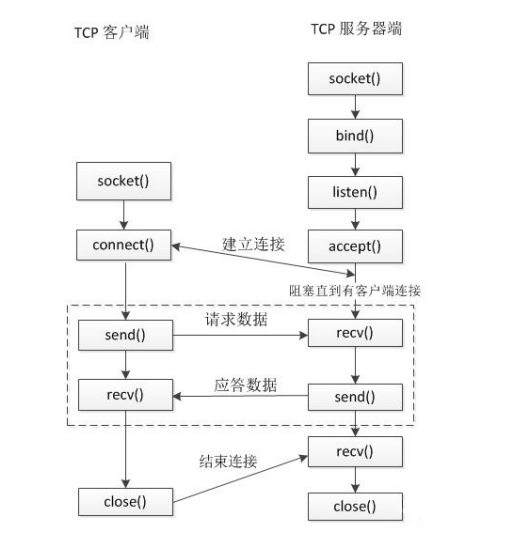 TCP 客户端
TCP 服务器端
socket()
bind()
socket()
listen()
connect()
建立连接
accept()
阻塞直到有客户端连接
send()
请求数据
recv()
recv()
应答数据
send()
recv()
结束连接
close()
close()